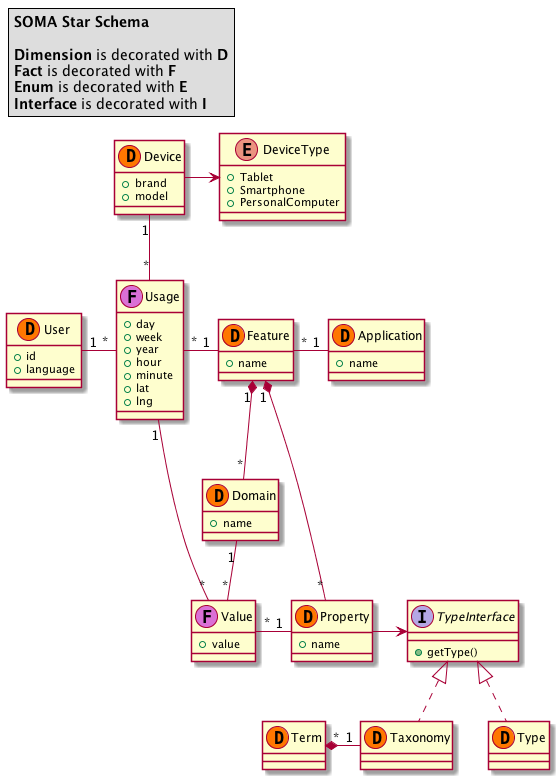 SOMA Star Schema
Dimension is decorated with D
Fact is decorated with F
Enum is decorated with E
Interface is decorated with I
D Device
brand
model
E DeviceType
Tablet
Smartphone
PersonalComputer
1
*
D User
id
language
1 *
F Usage
day
week
year
hour
minute
lat
lng
* 1
D Feature
name
* 1
D Application
name
1
1 1
*
D Domain
name
1
* * *
F Value
value
* 1
D Property
name
I TypeInterface
getType()
D Term
* 1
D Taxonomy
D Type